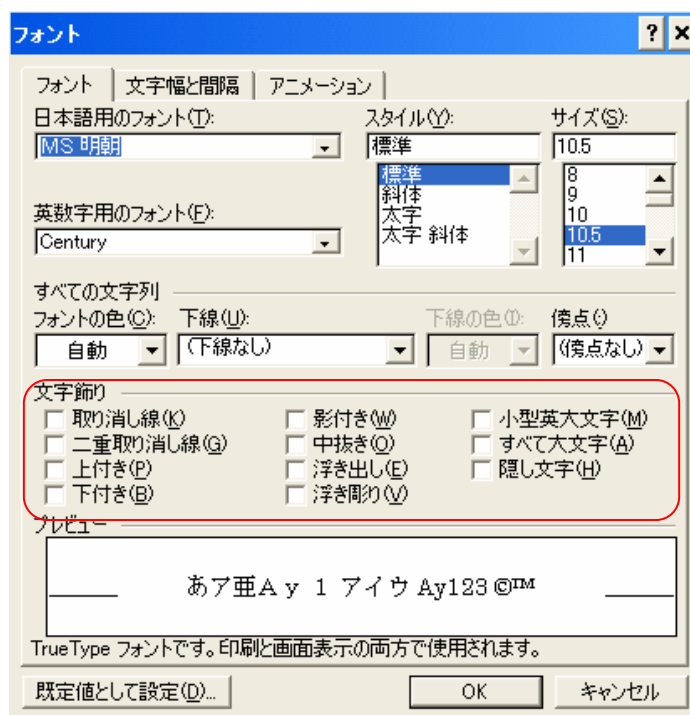 フォント
フォント 文字幅と間隔 アニメーション
日本語用のフォント(T): スタイル(Y): サイズ(S):
MS 明朝 標準 10.5
標準 8
斜体 9
太字 10
太字 斜体 10.5
11
英数字用のフォント(F):
Century
すべての文字列
フォントの色(C): 下線(U): 下線の色(I): 傍点(·)
自動 (下線なし) 自動 (傍点なし)
文字飾り
取り消し線(K) 影付き(W) 小型英大文字(M)
二重取り消し線(G) 中抜き(O) すべて大文字(A)
上付き(P) 浮き出し(E) 隠し文字(H)
下付き(B) 浮き彫り(V)
プレビュー
あア亜Ａｙ １ アイウ Ay123 ©™
TrueType フォントです。印刷と画面表示の両方で使用されます。
既定値として設定(D)... OK キャンセル